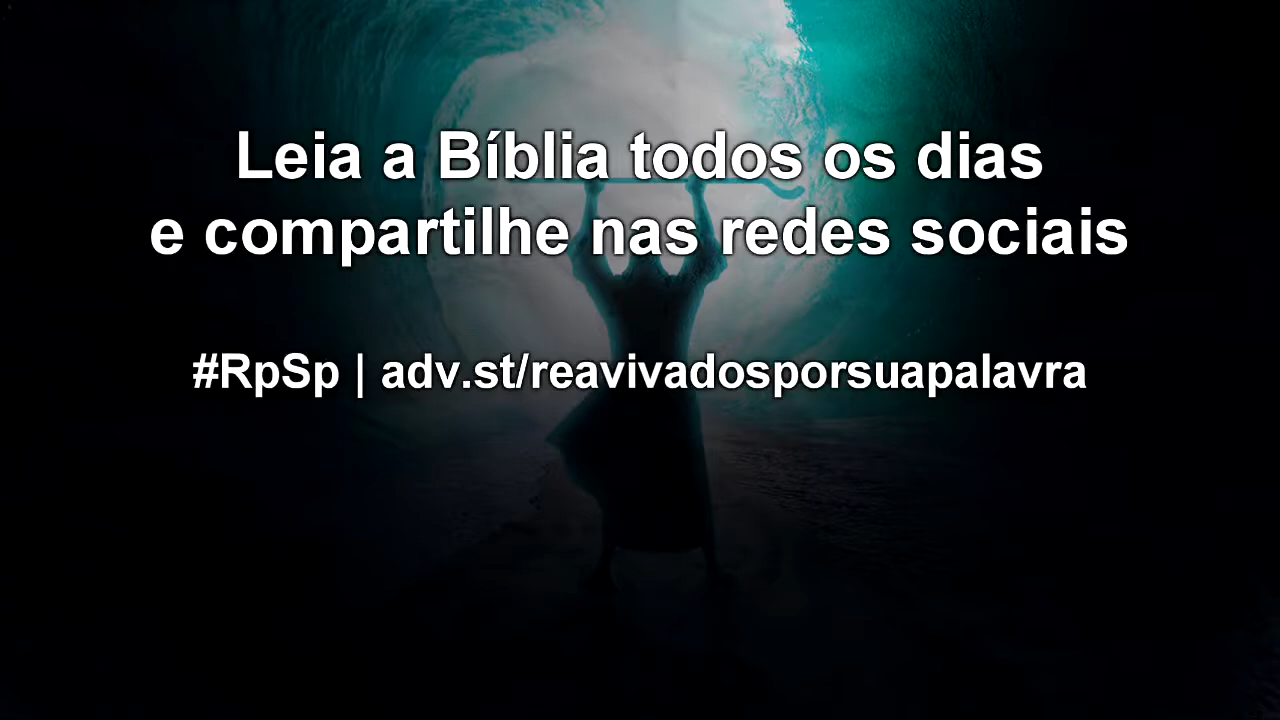 Leia a Bíblia todos os dias
e compartilhe nas redes sociais
#RpSp | adv.st/reavivadosporsuapalavra